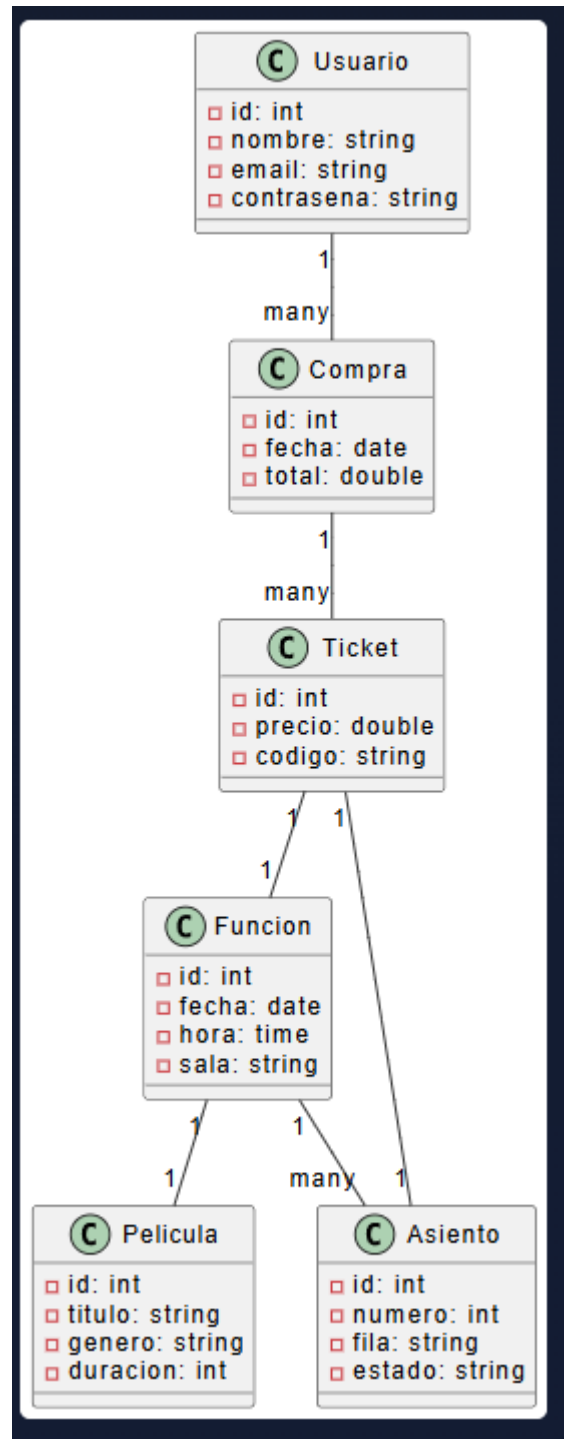 C Usuario
id: int
nombre: string
email: string
contrasena: string
1
many
C Compra
id: int
fecha: date
total: double
1
many
C Ticket
id: int
precio: double
codigo: string
1 1
1
C Funcion
id: int
fecha: date
hora: time
sala: string
1 1
1 many 1
C Pelicula
id: int
titulo: string
genero: string
duracion: int
C Asiento
id: int
numero: int
fila: string
estado: string